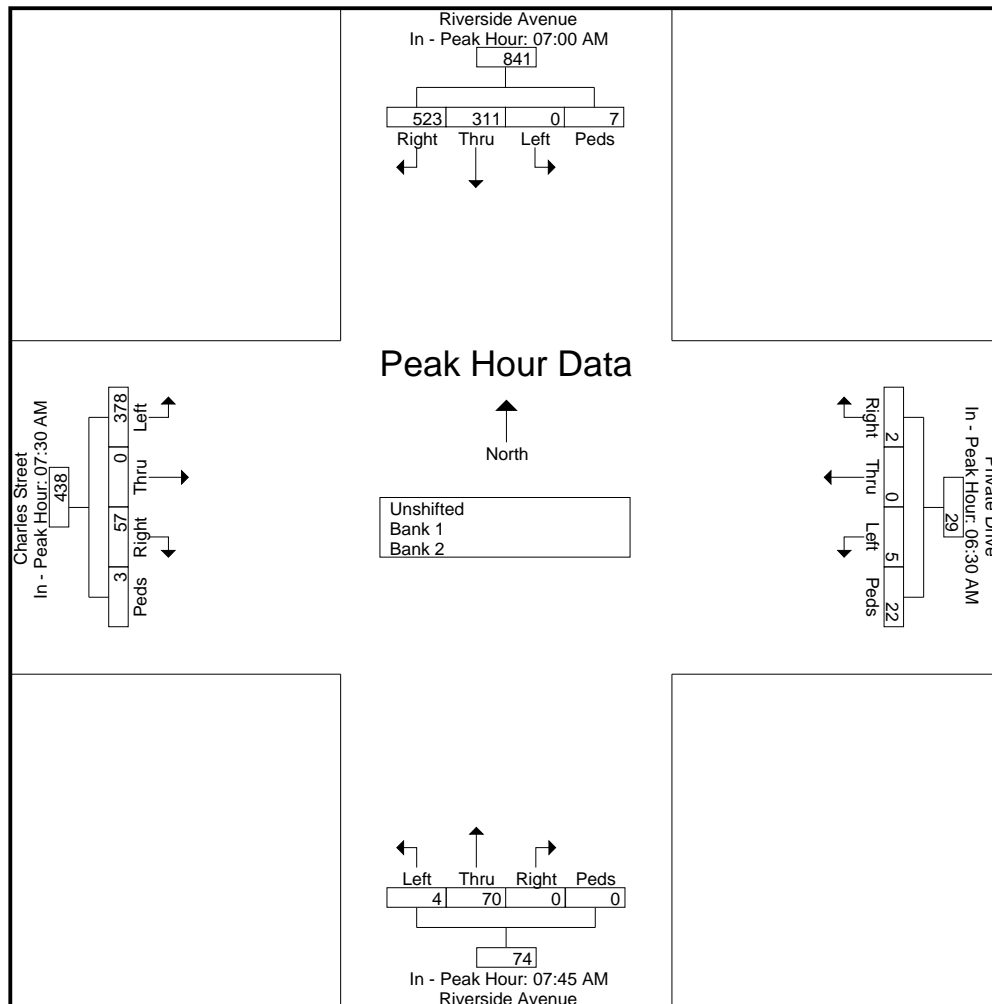 Riverside Avenue
In - Peak Hour: 07:00 AM
841
523 311 0 7
Right Thru Left Peds
Peak Hour Data
North
Unshifted
Bank 1
Bank 2
Charles Street
In - Peak Hour: 07:30 AM
438
378 0 57 3
Left Thru Right Peds
Private Drive
In - Peak Hour: 06:30 AM
29
2 0 5 22
Right Thru Left Peds
Left Thru Right Peds
4 70 0 0
74
In - Peak Hour: 07:45 AM
Riverside Avenue